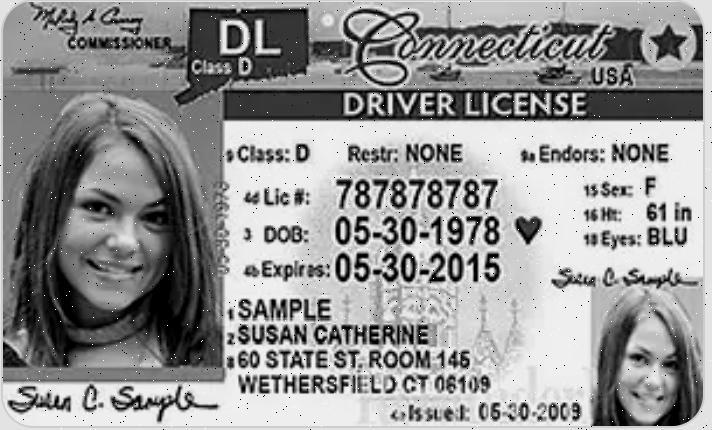 COMMISSIONER
DL
Class D
Connecticut
USA
DRIVER LICENSE
9 Class: D Restr: NONE 9a Endors: NONE
4d Lic #: 787878787
15 Sex: F
3 DOB: 05-30-1978
16 Ht: 61 in
18 Eyes: BLU
4b Expires: 05-30-2015
05-30-1978
1 SAMPLE
2 SUSAN CATHERINE
8 60 STATE ST, ROOM 145
WETHERSFIELD CT 06109
Issued: 05-30-2009
Susan C. Sample
Susan C. Sample